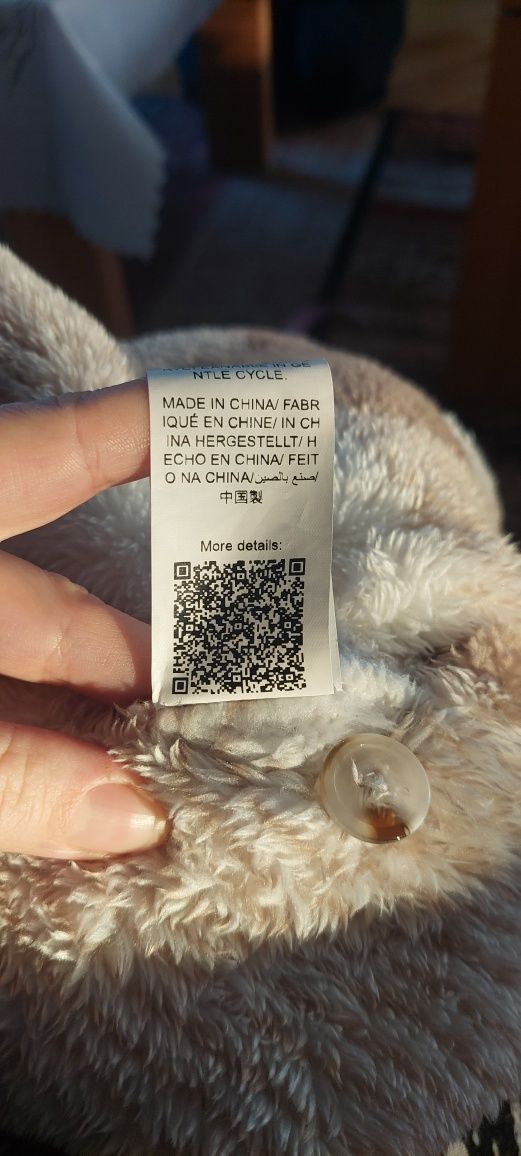 NTLE CYCLE.
MADE IN CHINA/ FABR
IQUÉ EN CHINE/ IN CH
INA HERGESTELLT/ H
ECHO EN CHINA/ FEIT
O NA CHINA/صنع بالصين/
中国製
More details: